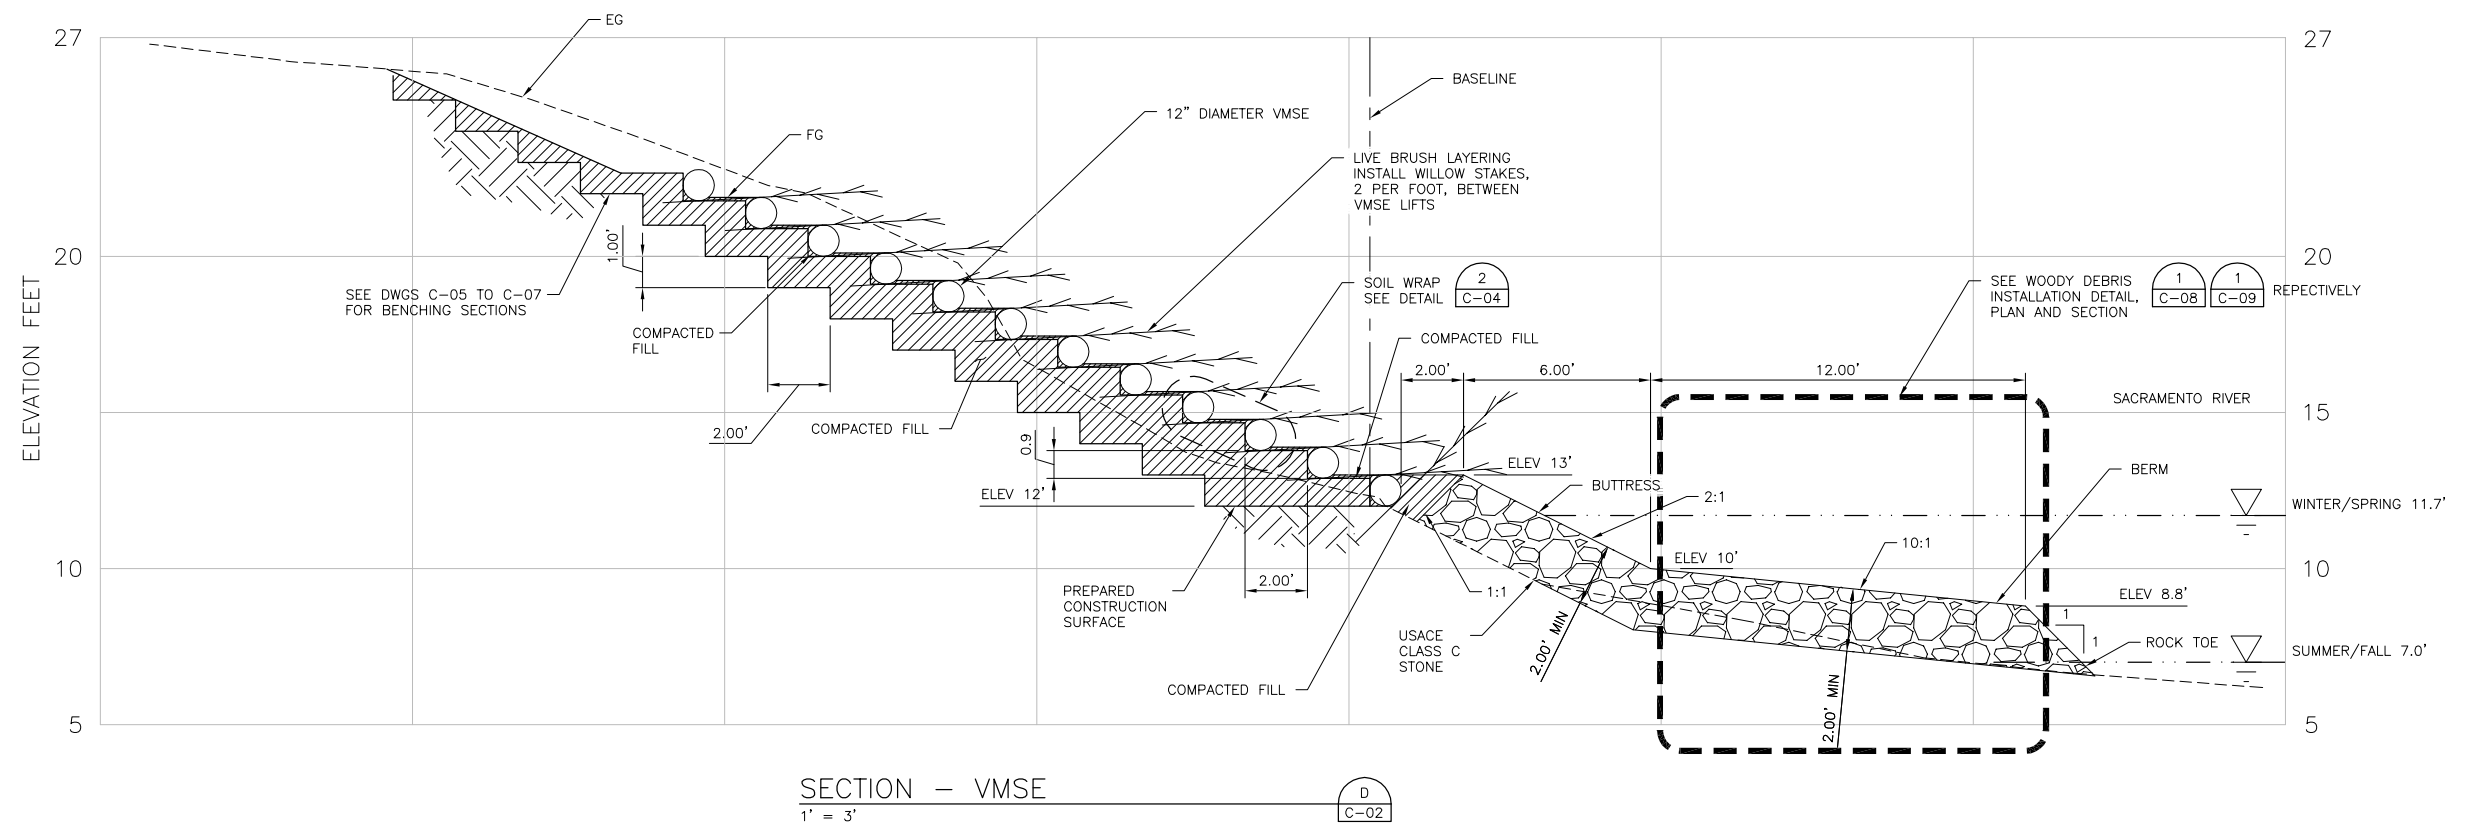 EG
27
27
BASELINE
12” DIAMETER VMSE
FG
LIVE BRUSH LAYERING
INSTALL WILLOW STAKES,
2 PER FOOT, BETWEEN
VMSE LIFTS
1.00'
20
20
ELEVATION FEET
SEE DWGS C-05 TO C-07
FOR BENCHING SECTIONS
SOIL WRAP
SEE DETAIL
2
C-04
SEE WOODY DEBRIS
INSTALLATION DETAIL,
PLAN AND SECTION
1
C-08
1
C-09
REPECTIVELY
COMPACTED
FILL
COMPACTED FILL
2.00'
6.00'
12.00'
SACRAMENTO RIVER
15
2.00'
COMPACTED FILL
0.9
ELEV 13'
BERM
BUTTRESS
2:1
ELEV 12'
WINTER/SPRING 11.7'
10:1
ELEV 10'
10
10
2.00'
1:1
PREPARED
CONSTRUCTION
SURFACE
ELEV 8.8'
1
1
USACE
CLASS C
STONE
2.00' MIN
ROCK TOE
SUMMER/FALL 7.0'
COMPACTED FILL
2.00' MIN
5
5
SECTION - VMSE
1' = 3'
D
C-02